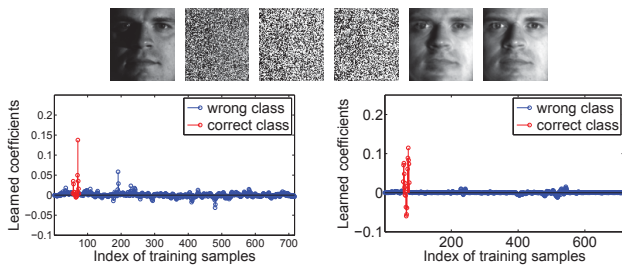 wrong class
correct class
0.2
0.15
0.1
0.05
0
−0.05
−0.1
Learned coefficients
100 200 300 400 500 600 700
Index of training samples
wrong class
correct class
0.2
0.1
0
−0.1
Learned coefficients
200 400 600
Index of training samples